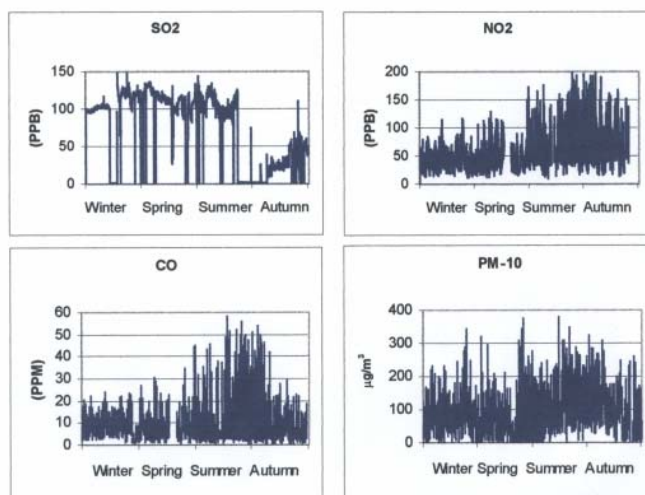 SO2
(PPB)
150
100
50
0
Winter Spring Summer Autumn
NO2
(PPB)
200
150
100
50
0
Winter Spring Summer Autumn
CO
(PPM)
60
50
40
30
20
10
0
Winter Spring Summer Autumn
PM-10
µg/m³
400
300
200
100
0
Winter Spring Summer Autumn